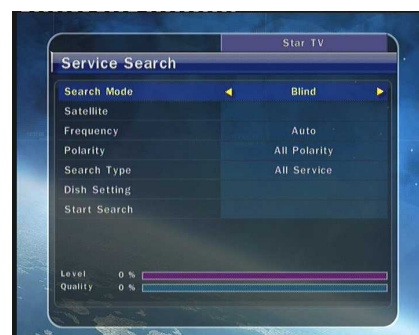 Star TV
Service Search
Search Mode Blind
Satellite
Frequency Auto
Polarity All Polarity
Search Type All Service
Dish Setting
Start Search
Level 0 %
Quality 0 %